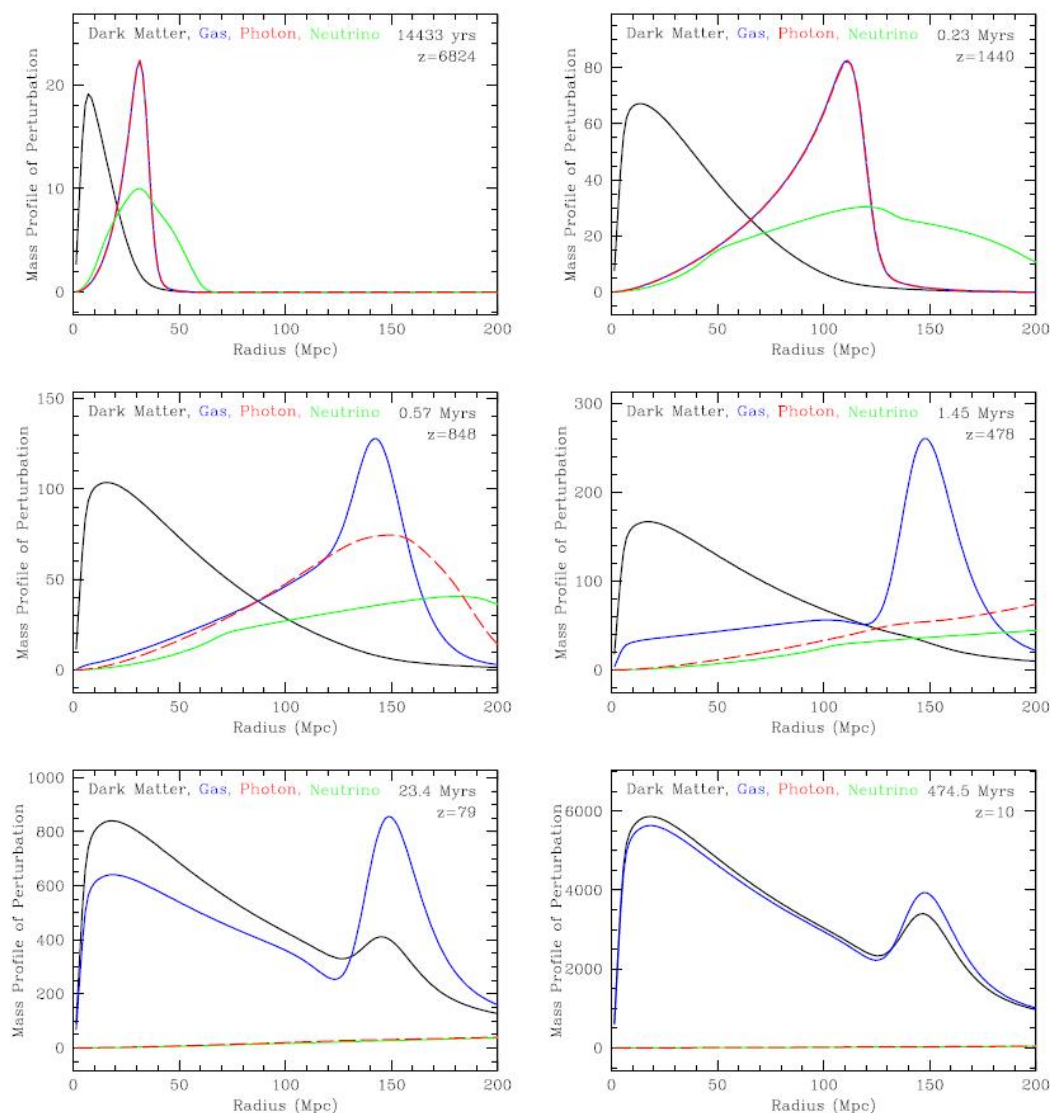 Dark Matter, Gas, Photon, Neutrino 14433 yrs
z=6824
Mass Profile of Perturbation
20
10
0
0 50 100 150 200
Radius (Mpc)
Dark Matter, Gas, Photon, Neutrino 0.23 Myrs
z=1440
Mass Profile of Perturbation
80
60
40
20
0
0 50 100 150 200
Radius (Mpc)
Dark Matter, Gas, Photon, Neutrino 0.57 Myrs
z=848
Mass Profile of Perturbation
150
100
50
0
0 50 100 150 200
Radius (Mpc)
Dark Matter, Gas, Photon, Neutrino 1.45 Myrs
z=478
Mass Profile of Perturbation
300
200
100
0
0 50 100 150 200
Radius (Mpc)
Dark Matter, Gas, Photon, Neutrino 23.4 Myrs
z=79
Mass Profile of Perturbation
1000
800
600
400
200
0
0 50 100 150 200
Radius (Mpc)
Dark Matter, Gas, Photon, Neutrino 474.5 Myrs
z=10
Mass Profile of Perturbation
6000
4000
2000
0
0 50 100 150 200
Radius (Mpc)